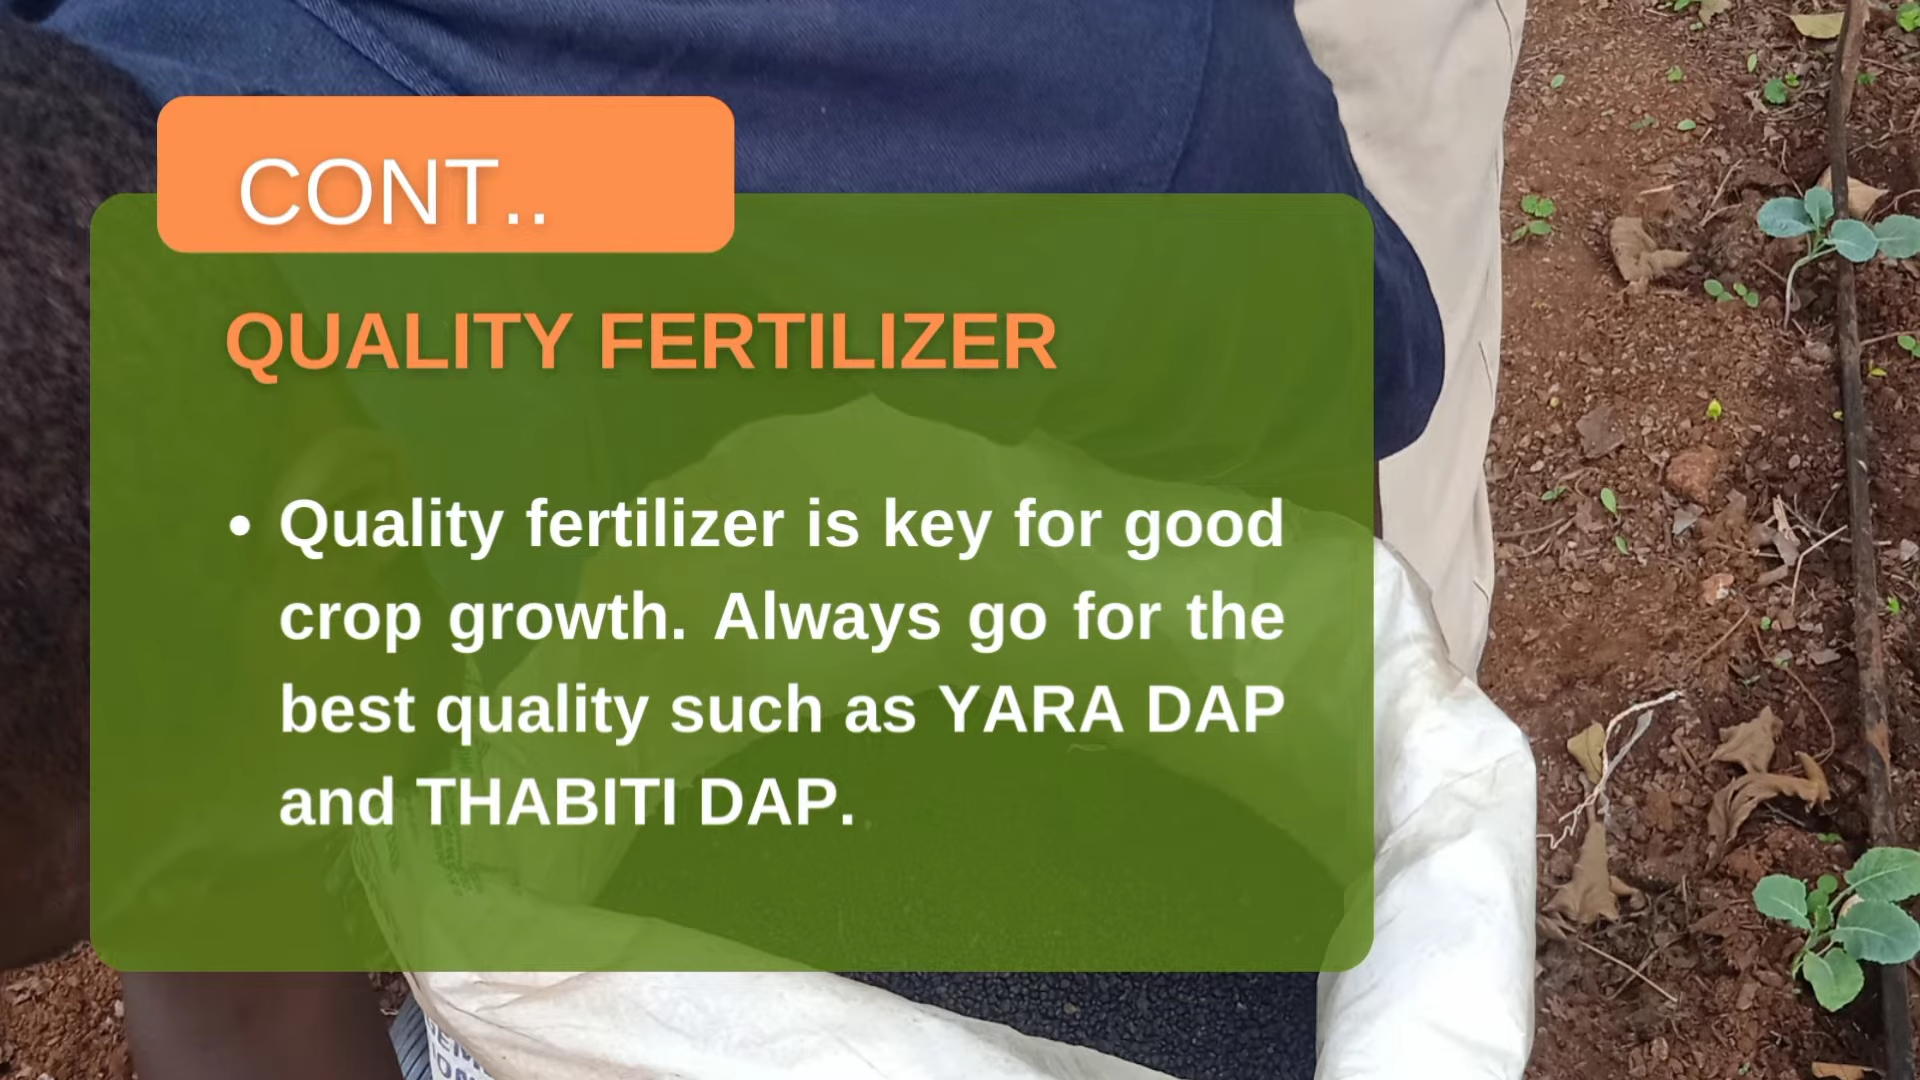 CONT..
QUALITY FERTILIZER
• Quality fertilizer is key for good
crop growth. Always go for the
best quality such as YARA DAP
and THABITI DAP.